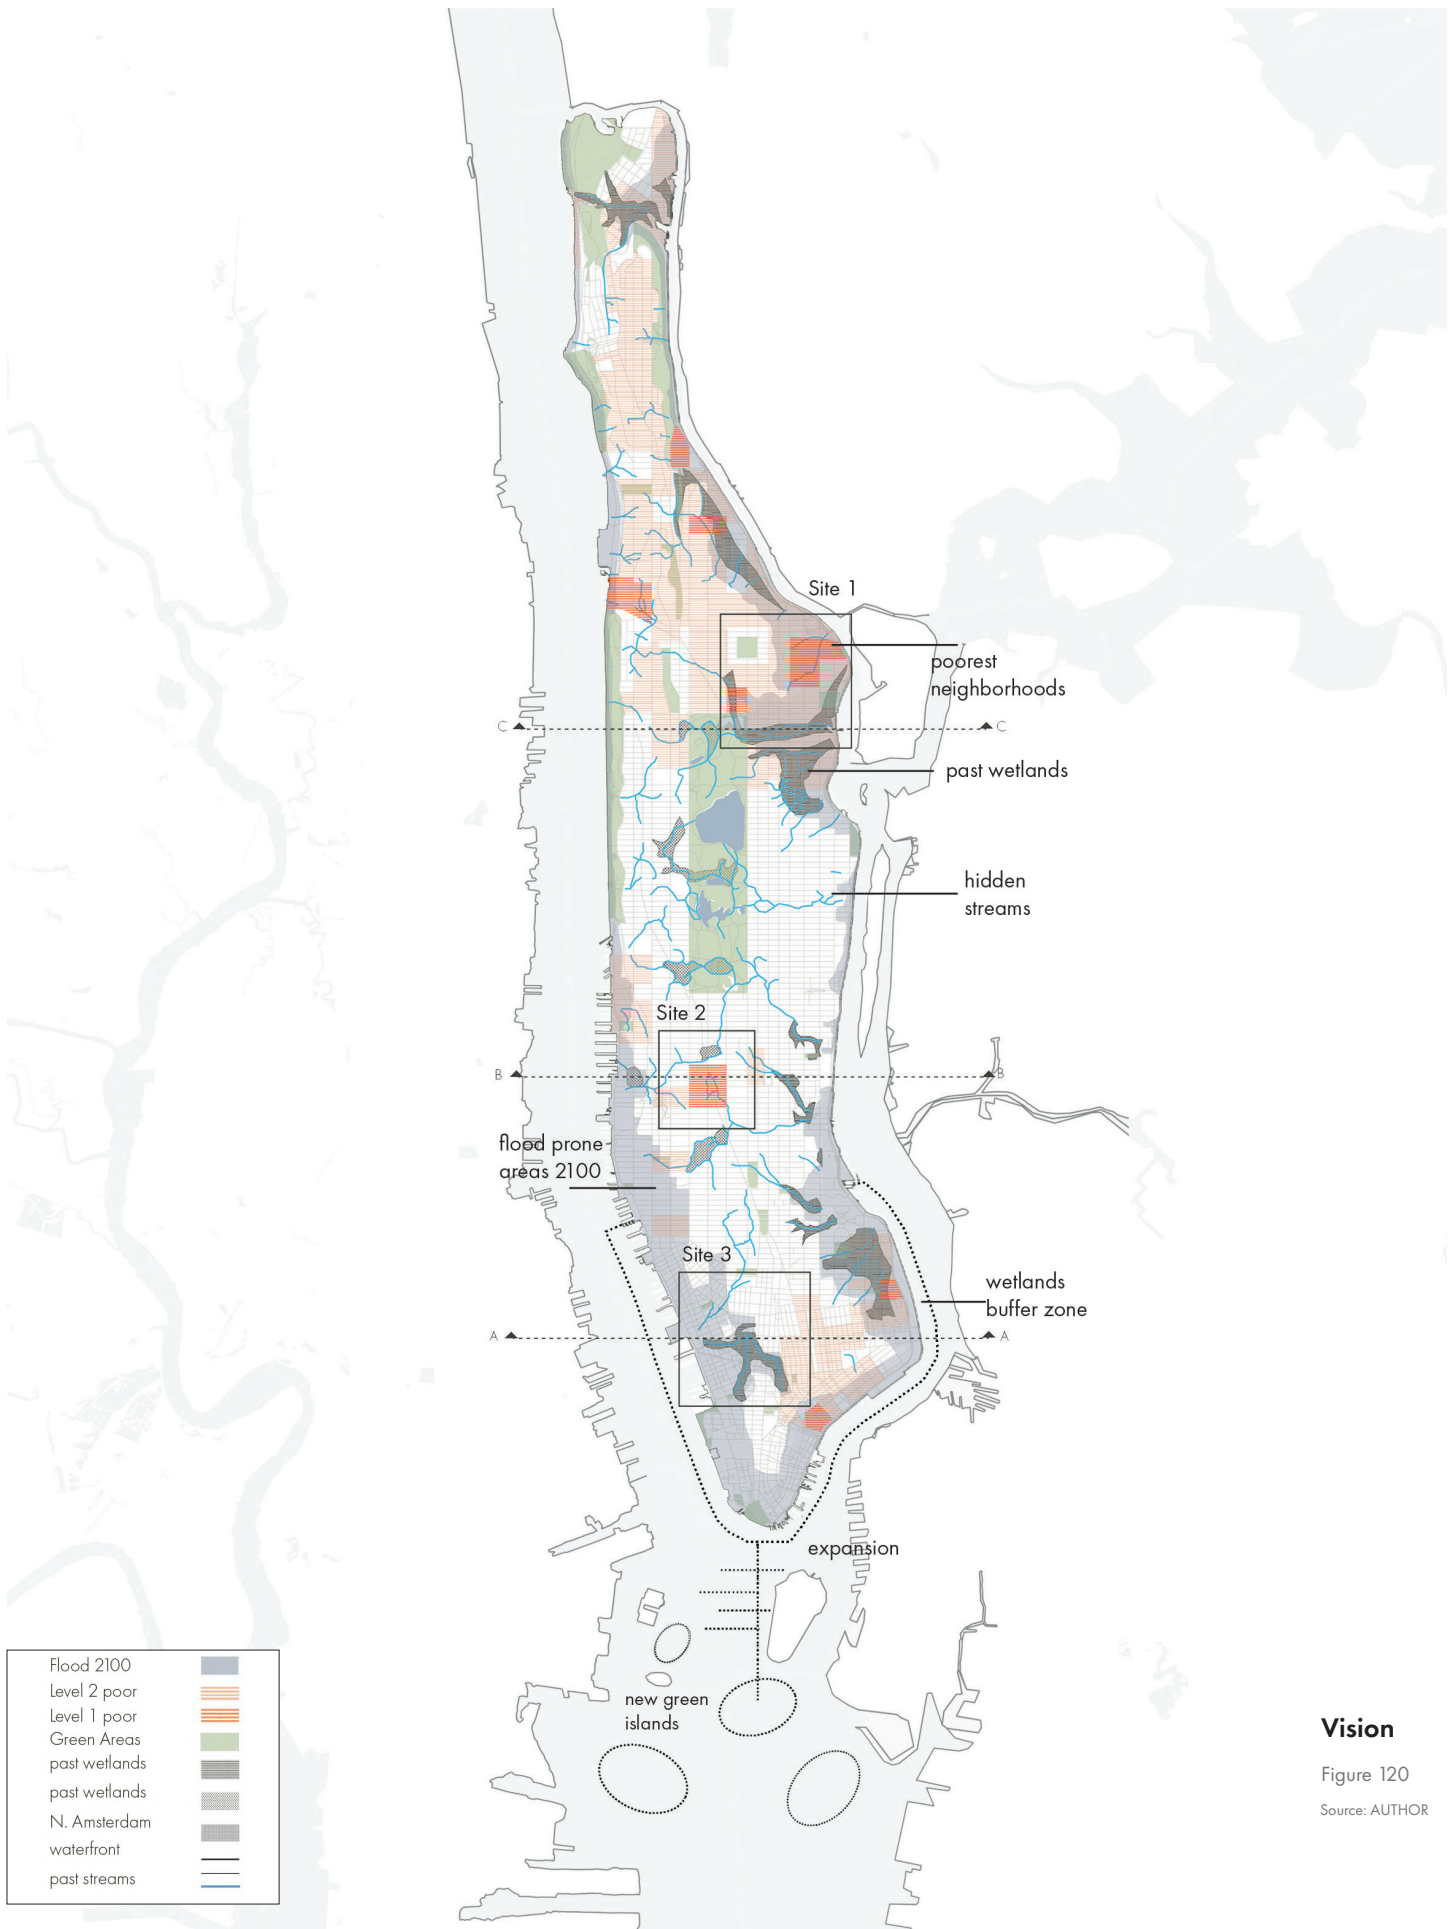 Site 1
poorest
neighborhoods
C
C
past wetlands
hidden
streams
Site 2
B
B
flood prone
areas 2100
Site 3
wetlands
buffer zone
A
A
expansion
new green
islands
Flood 2100
Level 2 poor
Level 1 poor
Green Areas
past wetlands
past wetlands
N. Amsterdam
waterfront
past streams
Vision
Figure 120
Source: AUTHOR